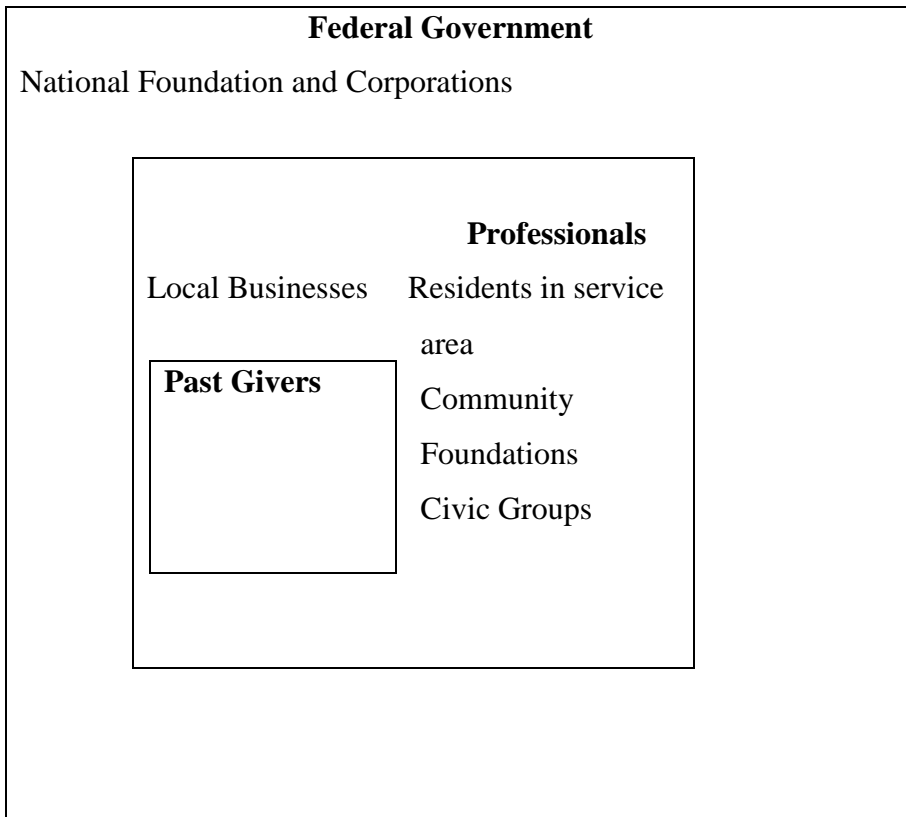 Federal Government
National Foundation and Corporations
Professionals
Local Businesses
Residents in service
area
Past Givers
Community
Foundations
Civic Groups